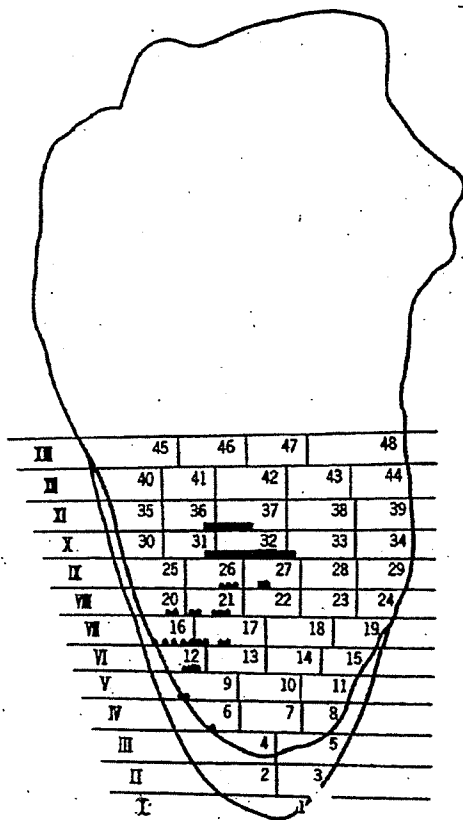 XIII 45 46 47 48
XII 40 41 42 43 44
XI 35 36 37 38 39
X 30 31 32 33 34
IX 25 26 27 28 29
VIII 20 21 22 23 24
VII 16 17 18 19
VI 12 13 14 15
V 9 10 11
IV 6 7 8
III 4 5
II 2 3
I 1